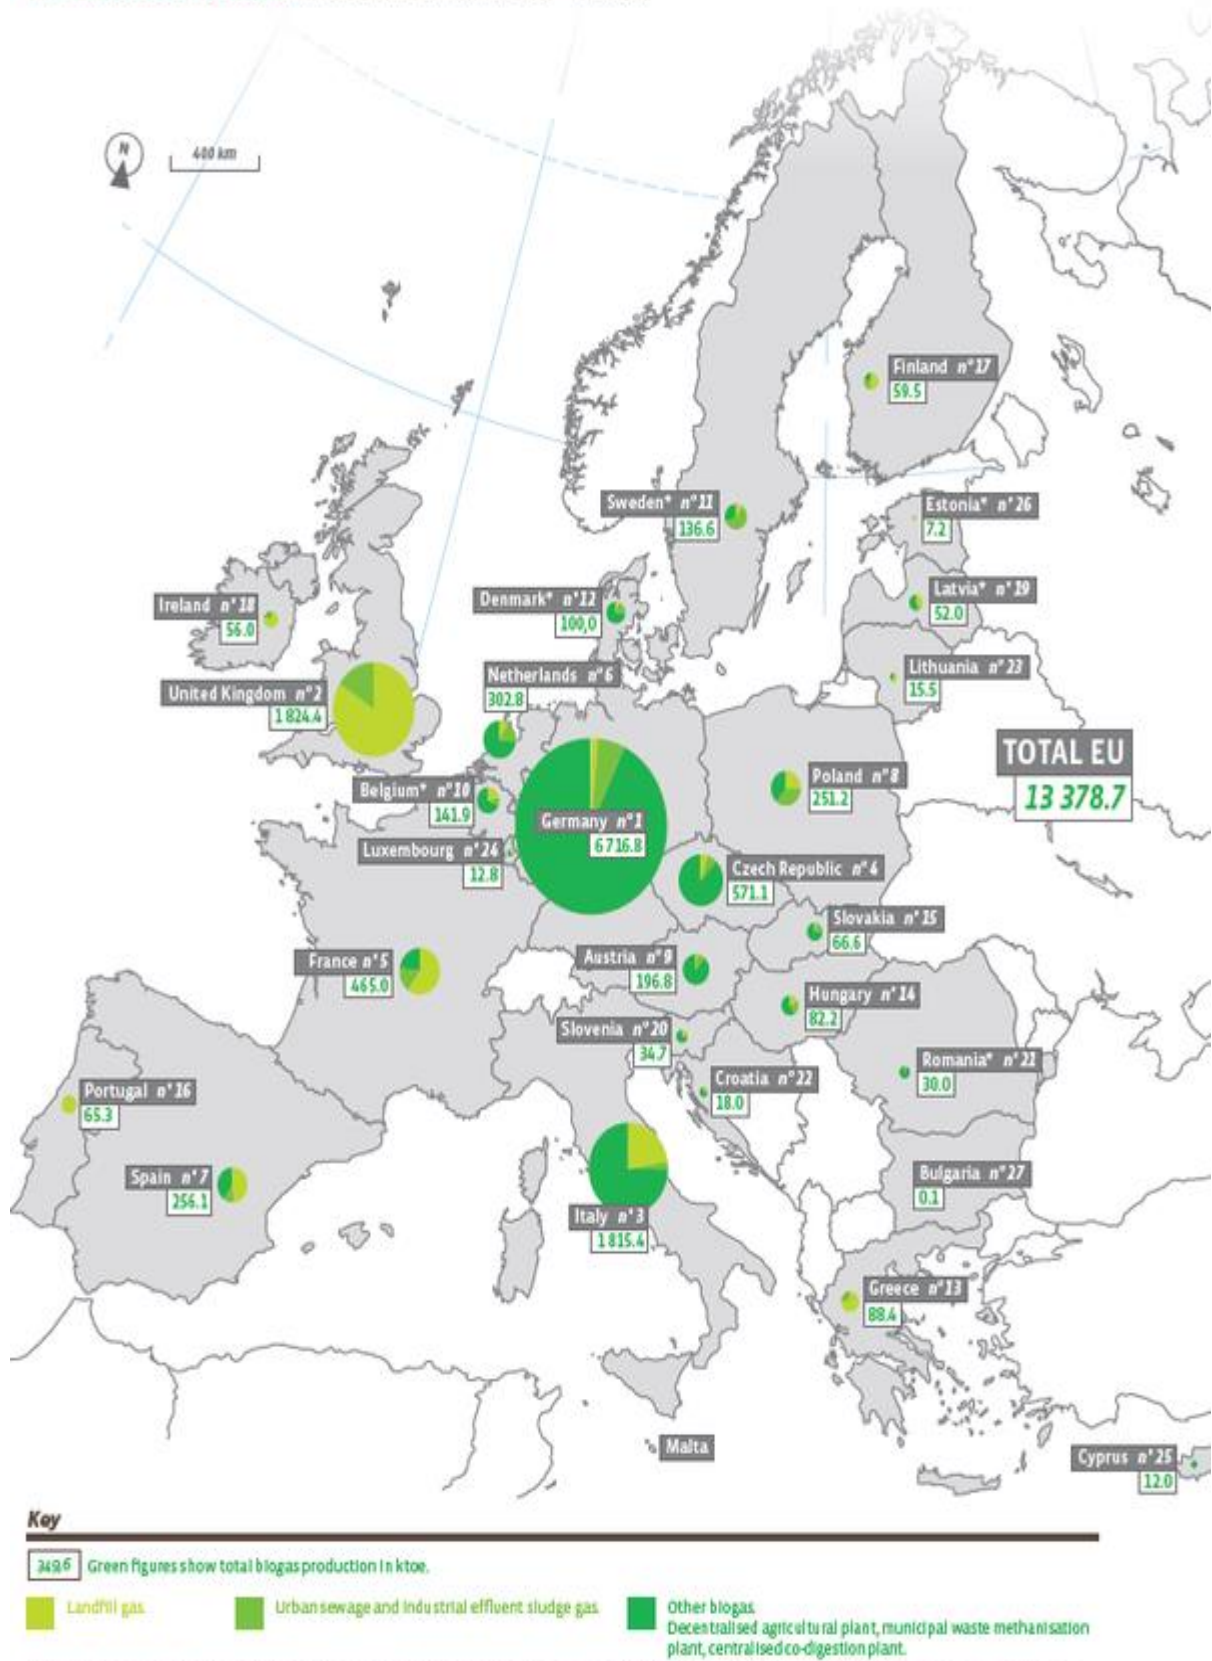 N
400 km
Finland n°17
59.5
Sweden* n°11
136.6
Estonia* n°26
7.2
Latvia* n°19
52.0
Ireland n°18
56.0
Denmark* n°12
100,0
Lithuania n°23
15.5
Netherlands n°6
302.8
United Kingdom n°2
1 824.4
TOTAL EU
13 378.7
Poland n°8
251.2
Belgium* n°10
141.9
Germany n°1
6 716.8
Luxembourg n°24
12.8
Czech Republic n°4
571.1
Slovakia n°15
66.6
France n°5
465.0
Austria n°9
196.8
Hungary n°14
82.2
Slovenia n°20
34.7
Romania* n°21
30.0
Croatia n°22
18.0
Portugal n°16
65.3
Spain n°7
256.1
Bulgaria n°27
0.1
Italy n°3
1 815.4
Greece n°13
88.4
Malta
Cyprus n°25
12.0
Key
349.6 Green figures show total biogas production in ktoe.
Landfill gas.
Urban sewage and industrial effluent sludge gas.
Other biogas.
Decentralised agricultural plant, municipal waste methanisation
plant, centralised co-digestion plant.